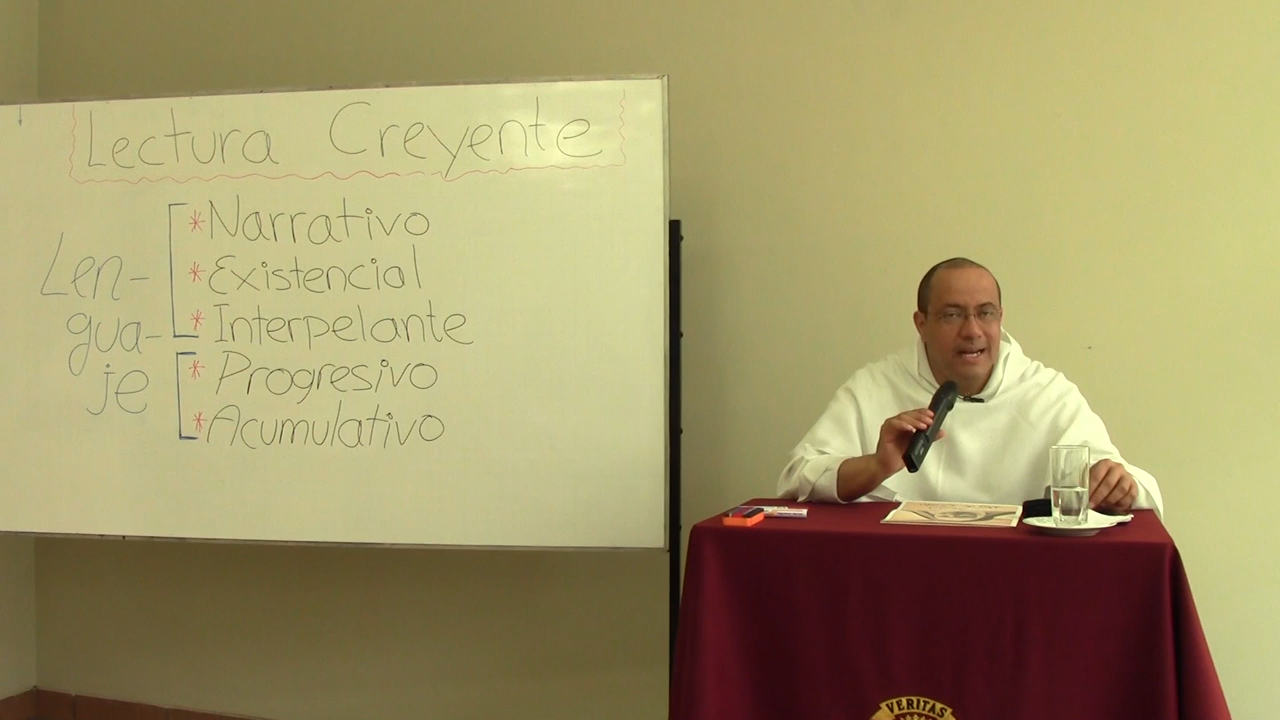 Lectura Creyente
*Narrativo
*Existencial
*Interpelante
*Progresivo
*Acumulativo
Len-
gua-
je
VERITAS